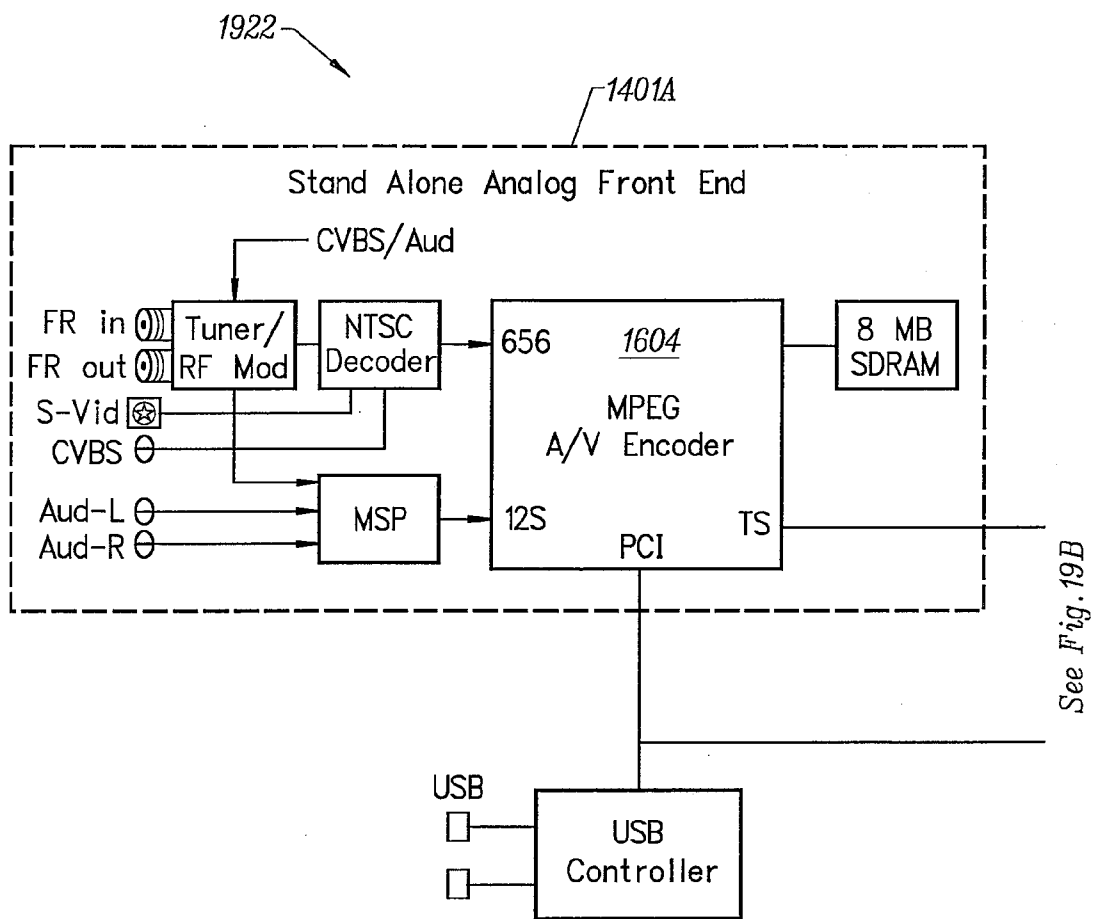 1922
1401A
Stand Alone Analog Front End
CVBS/Aud
FR in
FR out
Tuner/
RF Mod
NTSC
Decoder
656
1604
MPEG
A/V Encoder
8 MB
SDRAM
S-Vid
CVBS
Aud-L
Aud-R
MSP
12S
TS
PCI
See Fig.19B
USB
USB
Controller